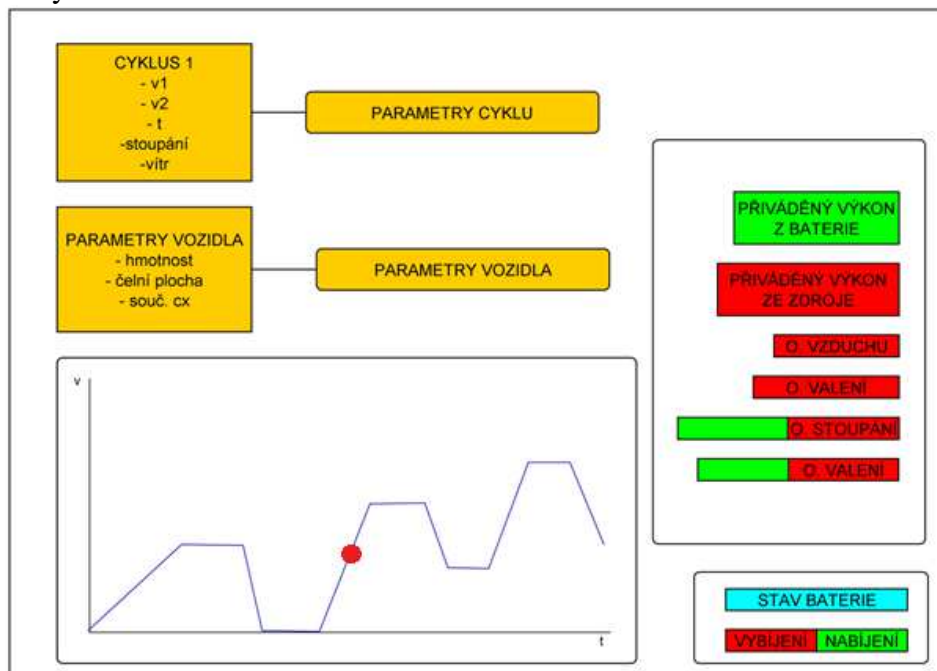 CYKLUS 1
- v1
- v2
- t
-stoupání
-vítr
PARAMETRY CYKLU
PARAMETRY VOZIDLA
- hmotnost
- čelní plocha
- souč. cx
PARAMETRY VOZIDLA
v
t
PŘIVÁDĚNÝ VÝKON
Z BATERIE
PŘIVÁDĚNÝ VÝKON
ZE ZDROJE
O. VZDUCHU
O. VALENÍ
O. STOUPÁNÍ
O. VALENÍ
STAV BATERIE
VYBÍJENÍ NABÍJENÍ